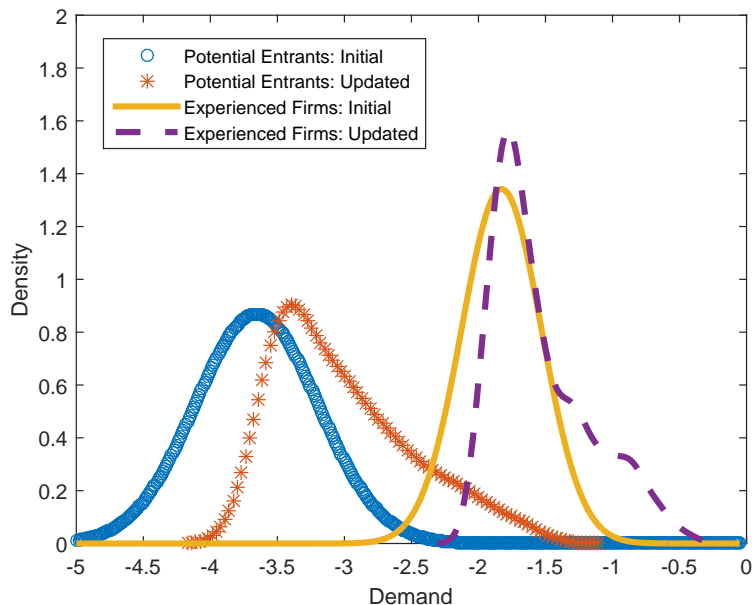 2
1.8
1.6
1.4
1.2
1
0.8
0.6
0.4
0.2
0
Density
Potential Entrants: Initial
Potential Entrants: Updated
Experienced Firms: Initial
Experienced Firms: Updated
-5 -4.5 -4 -3.5 -3 -2.5 -2 -1.5 -1 -0.5 0
Demand